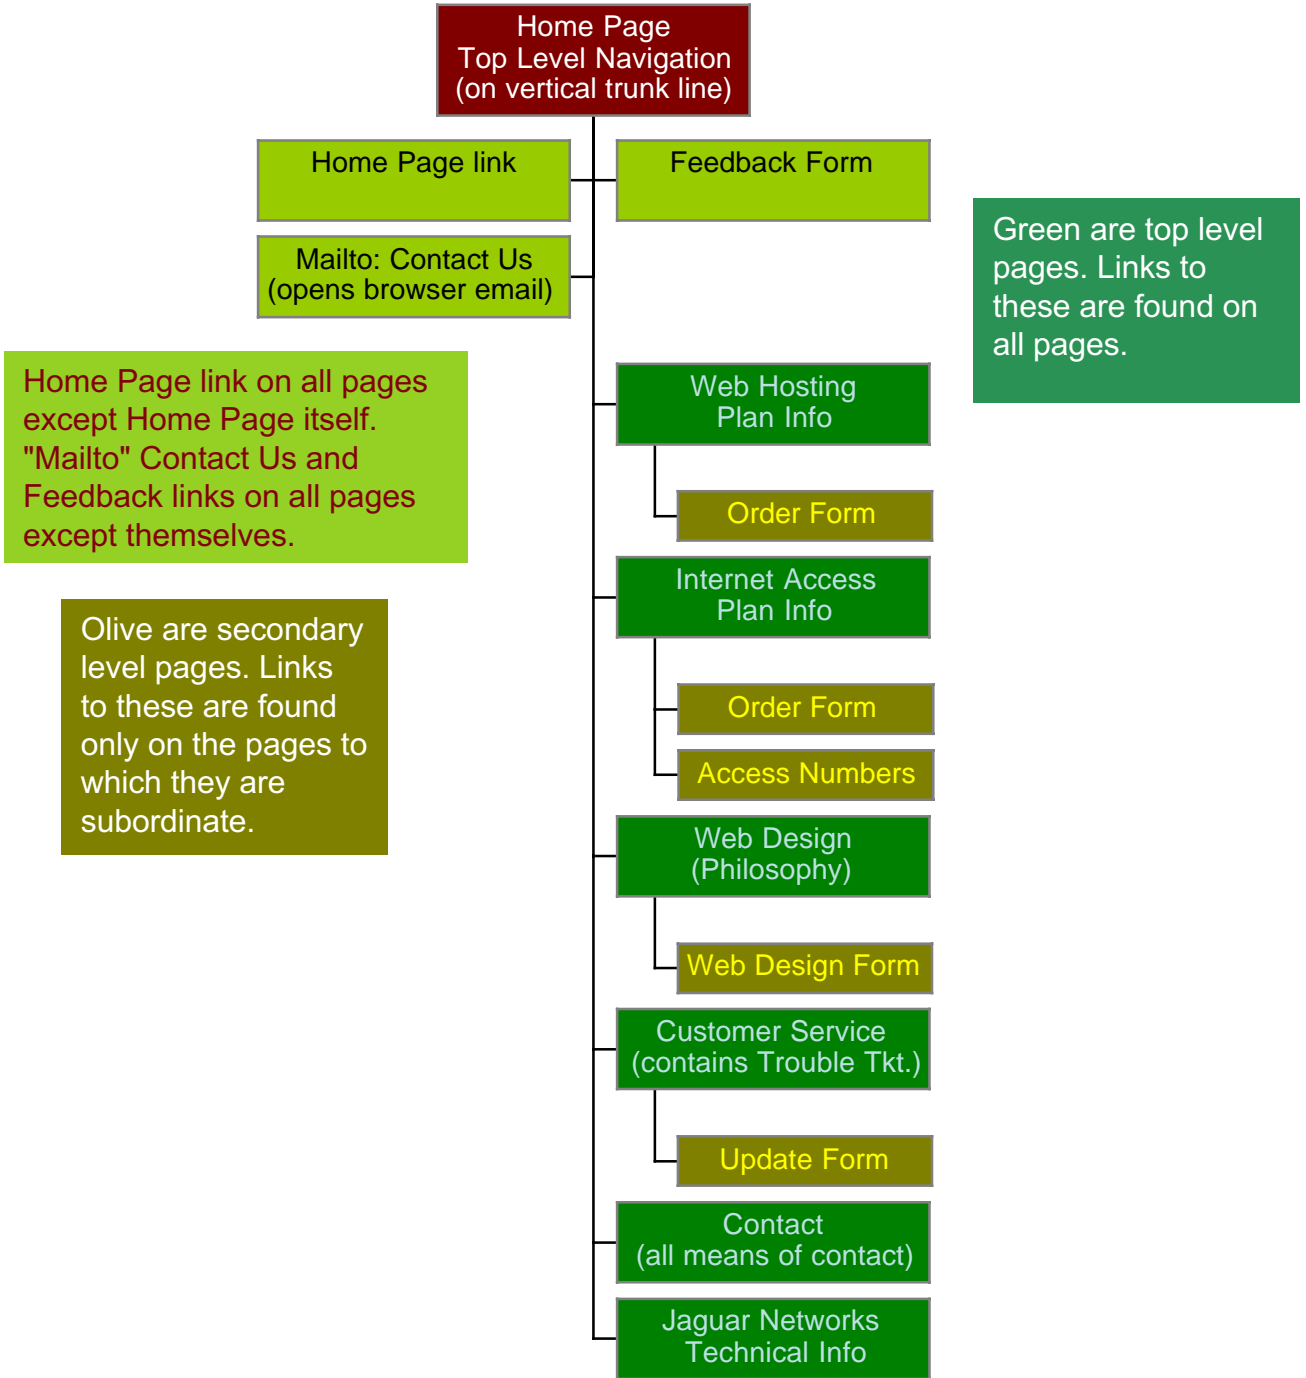 Home Page
Top Level Navigation
(on vertical trunk line)
Home Page link
Feedback Form
Mailto: Contact Us
(opens browser email)
Green are top level
pages. Links to
these are found on
all pages.
Home Page link on all pages
except Home Page itself.
"Mailto" Contact Us and
Feedback links on all pages
except themselves.
Web Hosting
Plan Info
Order Form
Internet Access
Plan Info
Olive are secondary
level pages. Links
to these are found
only on the pages to
which they are
subordinate.
Order Form
Access Numbers
Web Design
(Philosophy)
Web Design Form
Customer Service
(contains Trouble Tkt.)
Update Form
Contact
(all means of contact)
Jaguar Networks
Technical Info